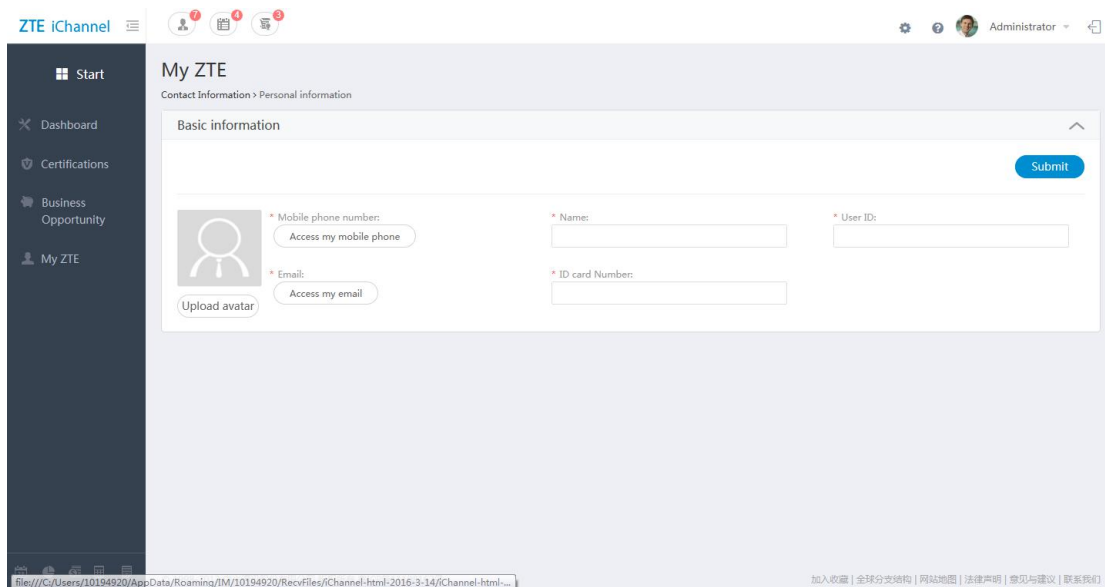 ZTE iChannel
7
4
3
Administrator
Start
My ZTE
Contact Information > Personal information
Dashboard
Basic information
Certifications
Submit
Business
Opportunity
* Mobile phone number:
* Name:
* User ID:
Access my mobile phone
My ZTE
* Email:
* ID card Number:
Access my email
Upload avatar
file:///C:/Users/10194920/AppData/Roaming/IM/10194920/RecvFiles/iChannel-html-2016-3-14/iChannel-html-...
加入收藏 | 全球分支结构 | 网站地图 | 法律声明 | 意见与建议 | 联系我们